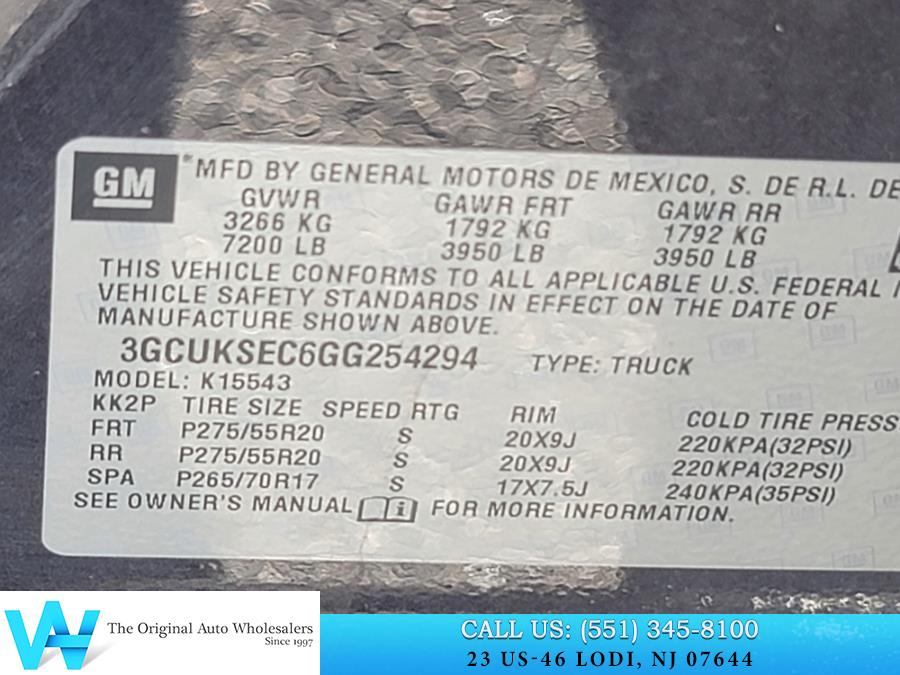 GM ® MFD BY GENERAL MOTORS DE MEXICO, S. DE R.L. DE
GVWR GAWR FRT GAWR RR
3266 KG 1792 KG 1792 KG
7200 LB 3950 LB 3950 LB
THIS VEHICLE CONFORMS TO ALL APPLICABLE U.S. FEDERAL
VEHICLE SAFETY STANDARDS IN EFFECT ON THE DATE OF
MANUFACTURE SHOWN ABOVE.
3GCUKSEC6GG254294 TYPE: TRUCK
MODEL: K15543
KK2P TIRE SIZE SPEED RTG RIM COLD TIRE PRESS
FRT P275/55R20 S 20X9J 220KPA(32PSI)
RR P275/55R20 S 20X9J 220KPA(32PSI)
SPA P265/70R17 S 17X7.5J 240KPA(35PSI)
SEE OWNER'S MANUAL i FOR MORE INFORMATION.
W The Original Auto Wholesalers
Since 1997
CALL US: (551) 345-8100
23 US-46 LODI, NJ 07644